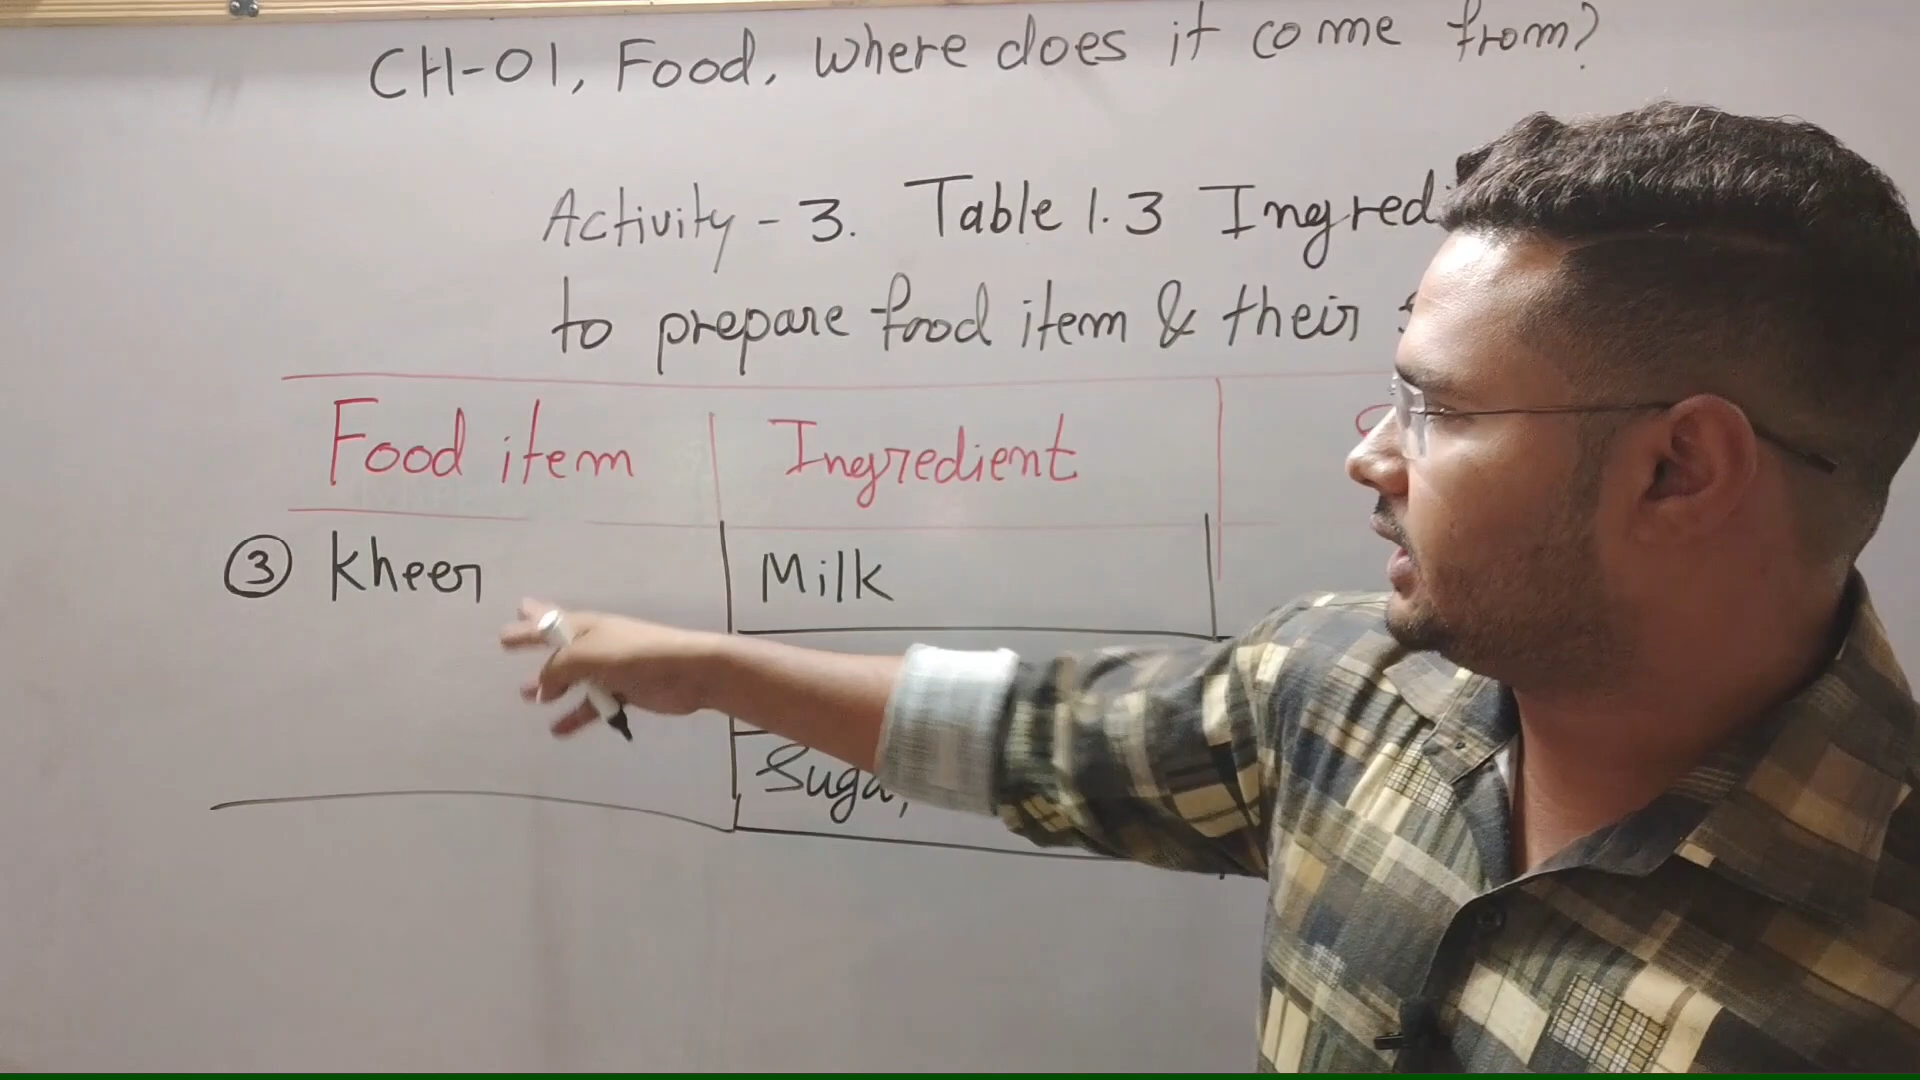 CH-01, Food, Where does it come from?
Activity - 3. Table 1.3
to prepare food item & their
Food item Ingredient
③ Kheer Milk